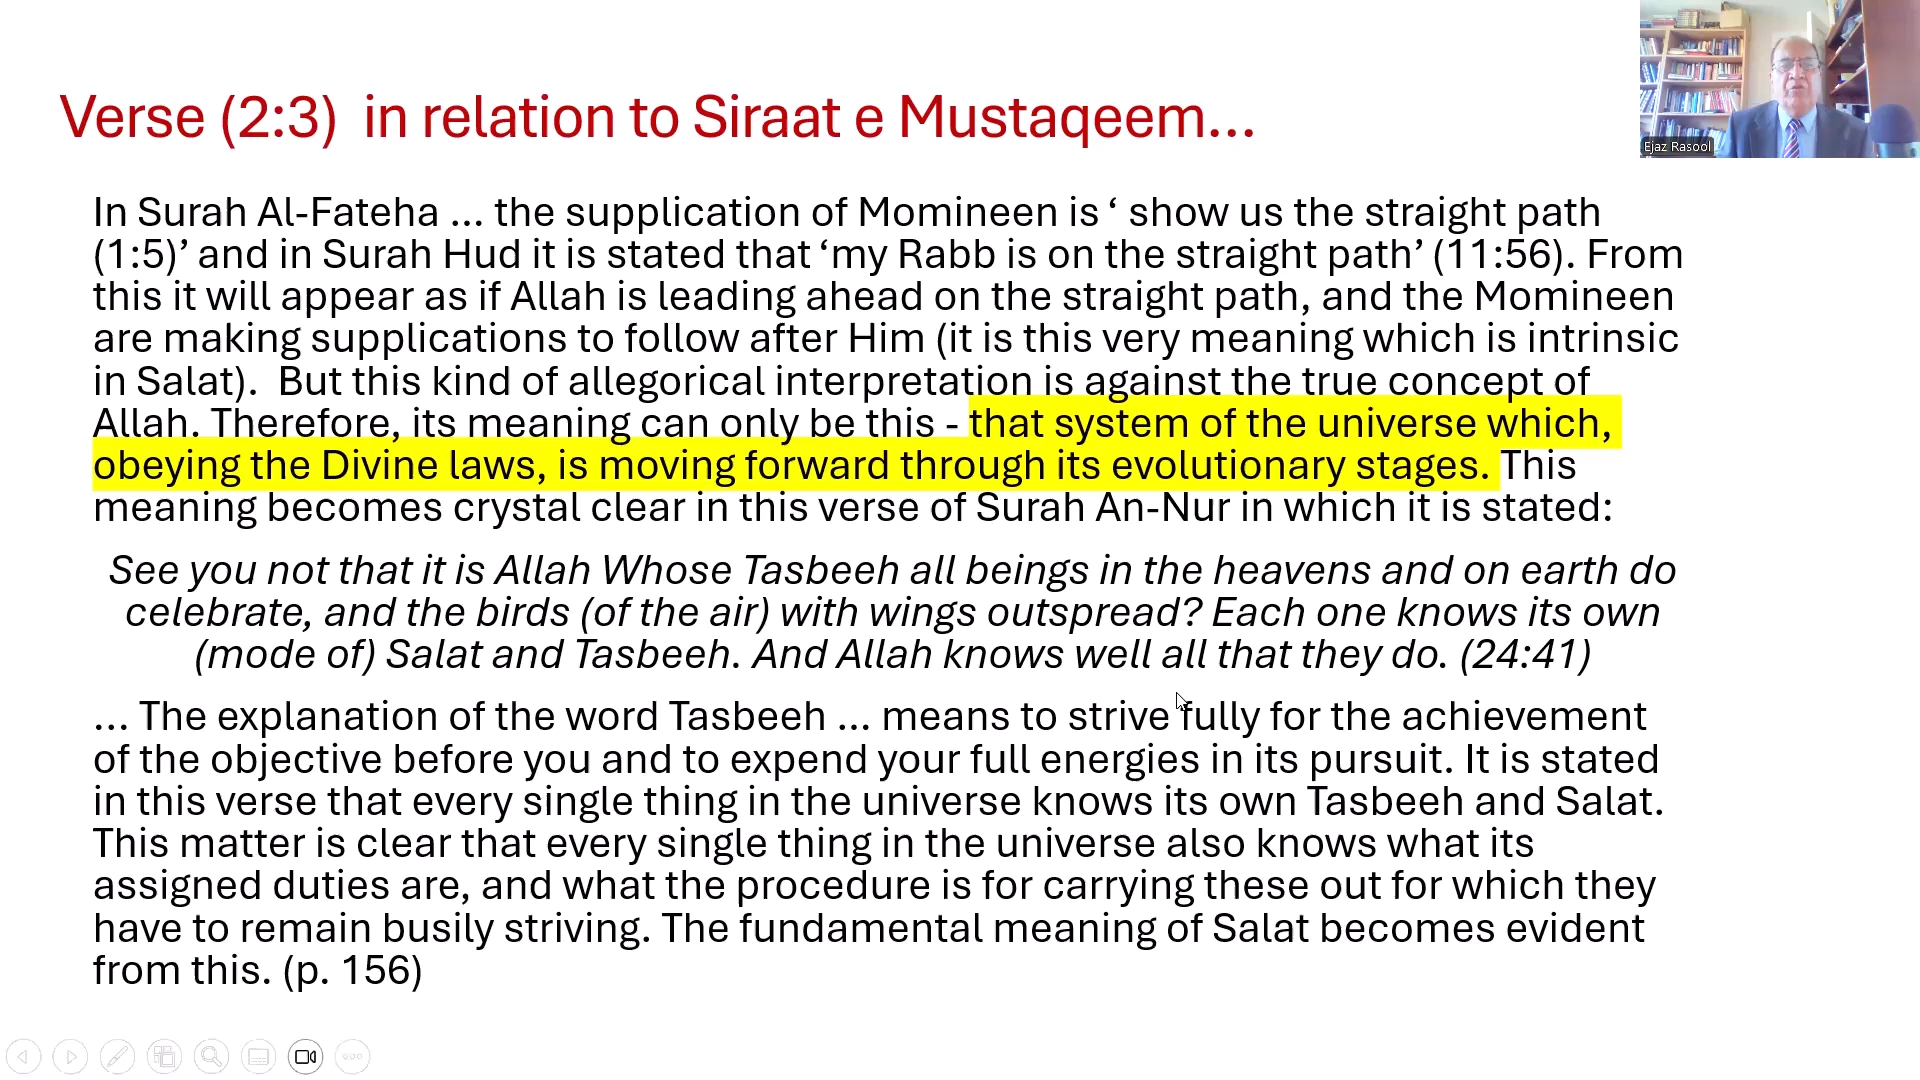 Verse (2:3)  in relation to Siraat e Mustaqeem...
Ejaz Rasool
In Surah Al-Fateha ... the supplication of Momineen is ‘ show us the straight path
(1:5)’ and in Surah Hud it is stated that ‘my Rabb is on the straight path’ (11:56). From
this it will appear as if Allah is leading ahead on the straight path, and the Momineen
are making supplications to follow after Him (it is this very meaning which is intrinsic
in Salat).  But this kind of allegorical interpretation is against the true concept of
Allah. Therefore, its meaning can only be this - that system of the universe which,
obeying the Divine laws, is moving forward through its evolutionary stages. This
meaning becomes crystal clear in this verse of Surah An-Nur in which it is stated:
See you not that it is Allah Whose Tasbeeh all beings in the heavens and on earth do
celebrate, and the birds (of the air) with wings outspread? Each one knows its own
(mode of) Salat and Tasbeeh. And Allah knows well all that they do. (24:41)
... The explanation of the word Tasbeeh ... means to strive fully for the achievement
of the objective before you and to expend your full energies in its pursuit. It is stated
in this verse that every single thing in the universe knows its own Tasbeeh and Salat.
This matter is clear that every single thing in the universe also knows what its
assigned duties are, and what the procedure is for carrying these out for which they
have to remain busily striving. The fundamental meaning of Salat becomes evident
from this. (p. 156)